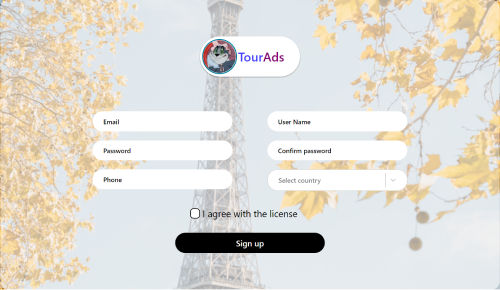 TourAds
Email
User Name
Password
Confirm password
Phone
Select country
I agree with the license
Sign up